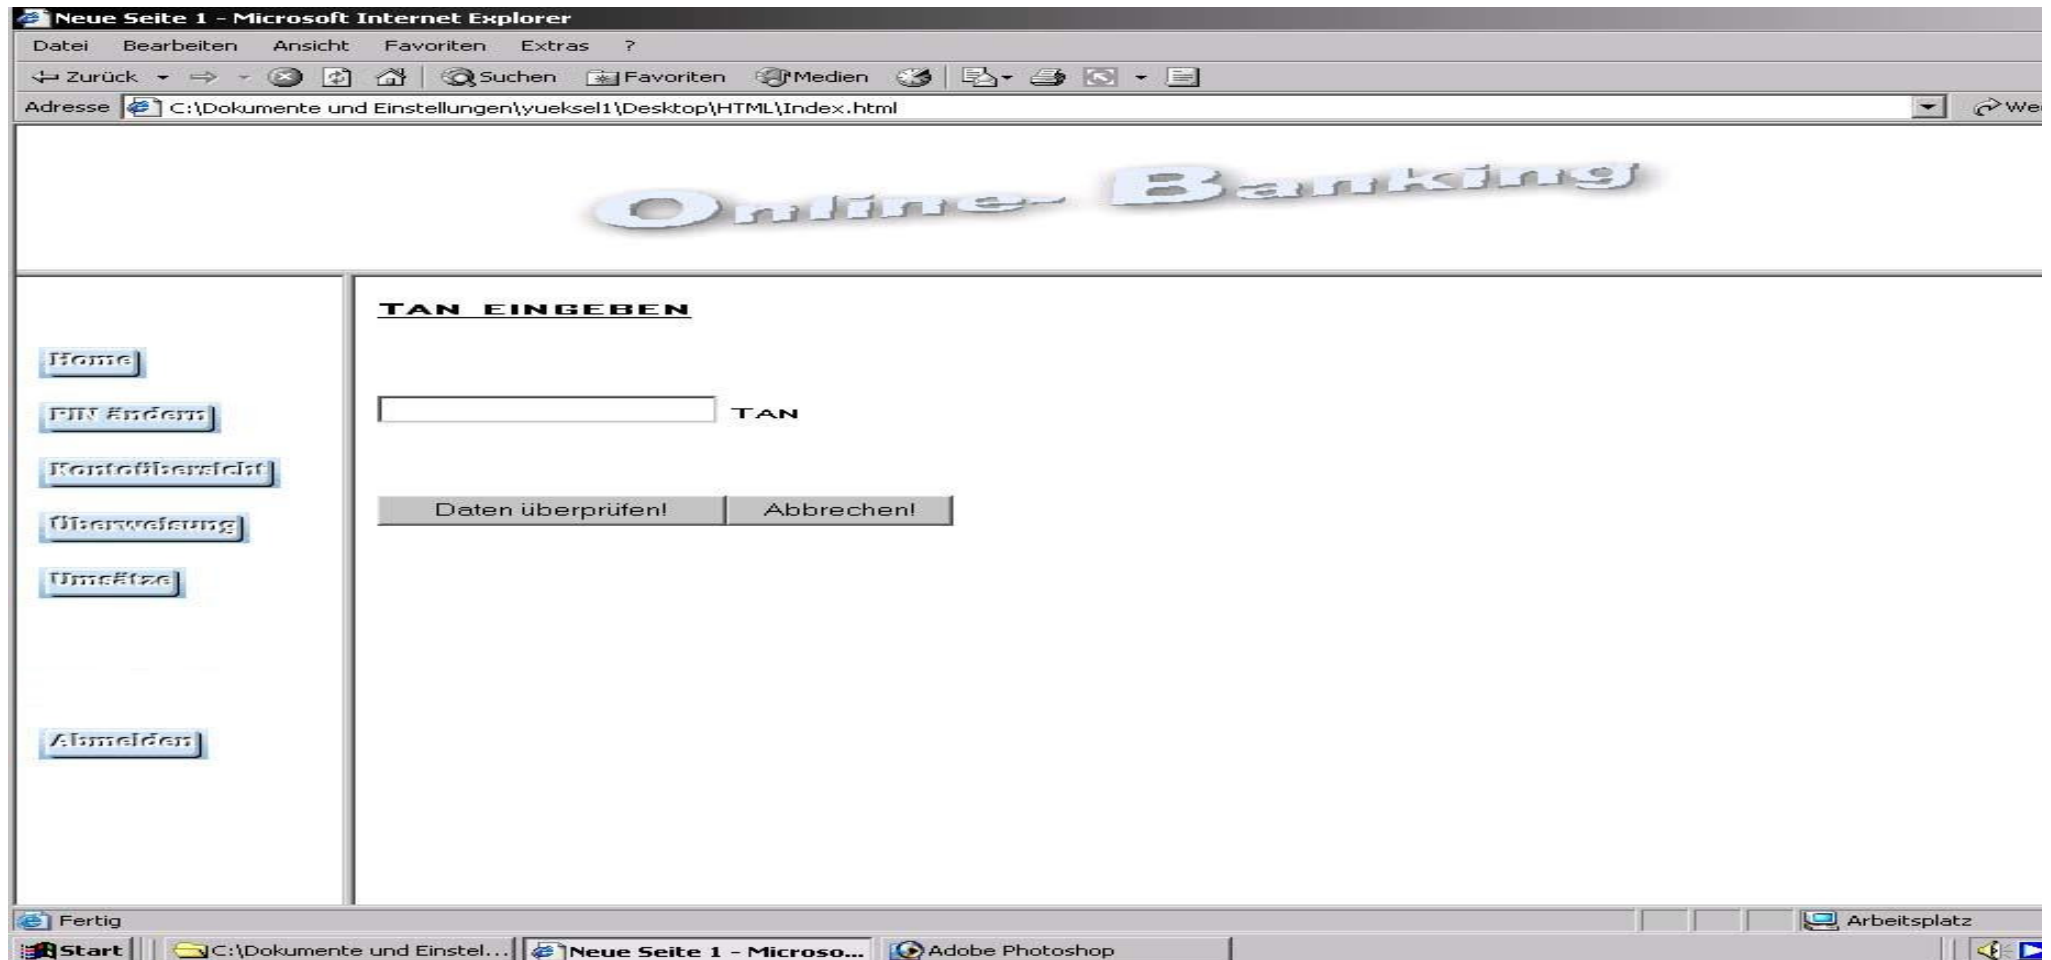 Neue Seite 1 - Microsoft Internet Explorer
Datei Bearbeiten Ansicht Favoriten Extras ?
Zurück Suchen Favoriten Medien
Adresse C:\Dokumente und Einstellungen\yueksel1\Desktop\HTML\Index.html We
Online- Banking
TAN EINGEBEN
Home
PIN ändern
TAN
Kontoübersicht
Daten überprüfen! Abbrechen!
Überweisung
Umsätze
Abmelden
Fertig Arbeitsplatz
Start C:\Dokumente und Einstel... Neue Seite 1 - Microso... Adobe Photoshop